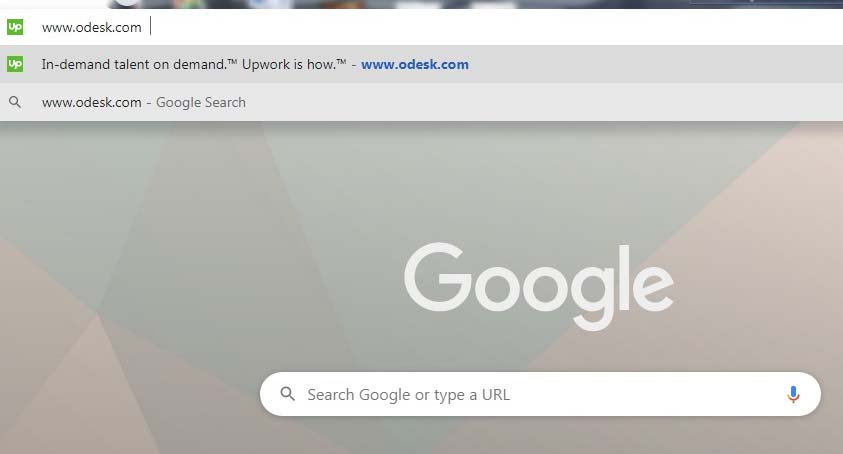 Up www.odesk.com
Up In-demand talent on demand.™ Upwork is how.™ - www.odesk.com
www.odesk.com - Google Search
Google
Search Google or type a URL